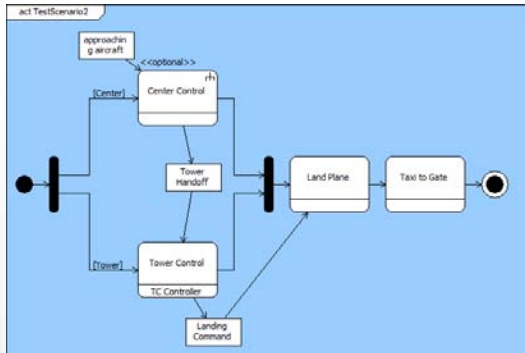 act TestScenario2
approachin
g aircraft
<<optional>>
[Center]
Center Control
Tower
Handoff
Land Plane
Taxi to Gate
[Tower]
Tower Control
TC Controller
Landing
Command